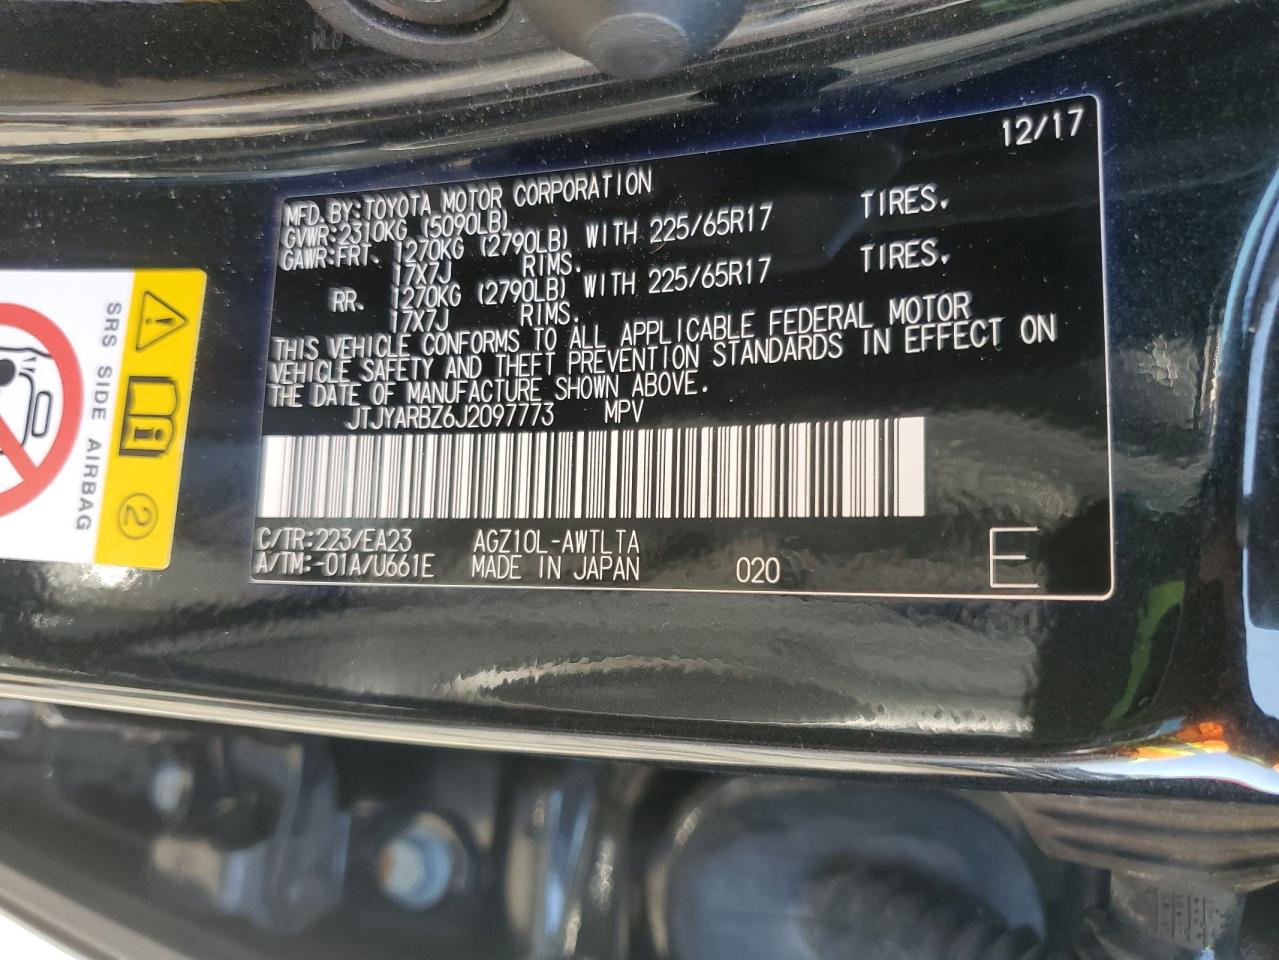 12/17
MFD.BY:TOYOTA MOTOR CORPORATION
GVWR:2310KG (5090LB)
GAWR:FRT. 1270KG (2790LB) WITH 225/65R17 TIRES,
17X7J RIMS.
RR. 1270KG (2790LB) WITH 225/65R17 TIRES,
17X7J RIMS.
THIS VEHICLE CONFORMS TO ALL APPLICABLE FEDERAL MOTOR
VEHICLE SAFETY AND THEFT PREVENTION STANDARDS IN EFFECT ON
THE DATE OF MANUFACTURE SHOWN ABOVE.
JTJYARBZ6J2097773 MPV
C/TR:223/EA23 AGZ10L-AWTLTA
A/TM:-01A/U661E MADE IN JAPAN 020 E
SRS SIDE AIRBAG
2